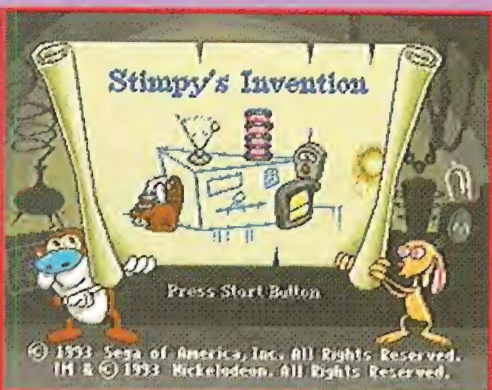 Stimpy's Invention
Press Start Button
© 1993 Sega of America, Inc. All Rights Reserved.
TM & © 1993 Nickelodeon. All Rights Reserved.